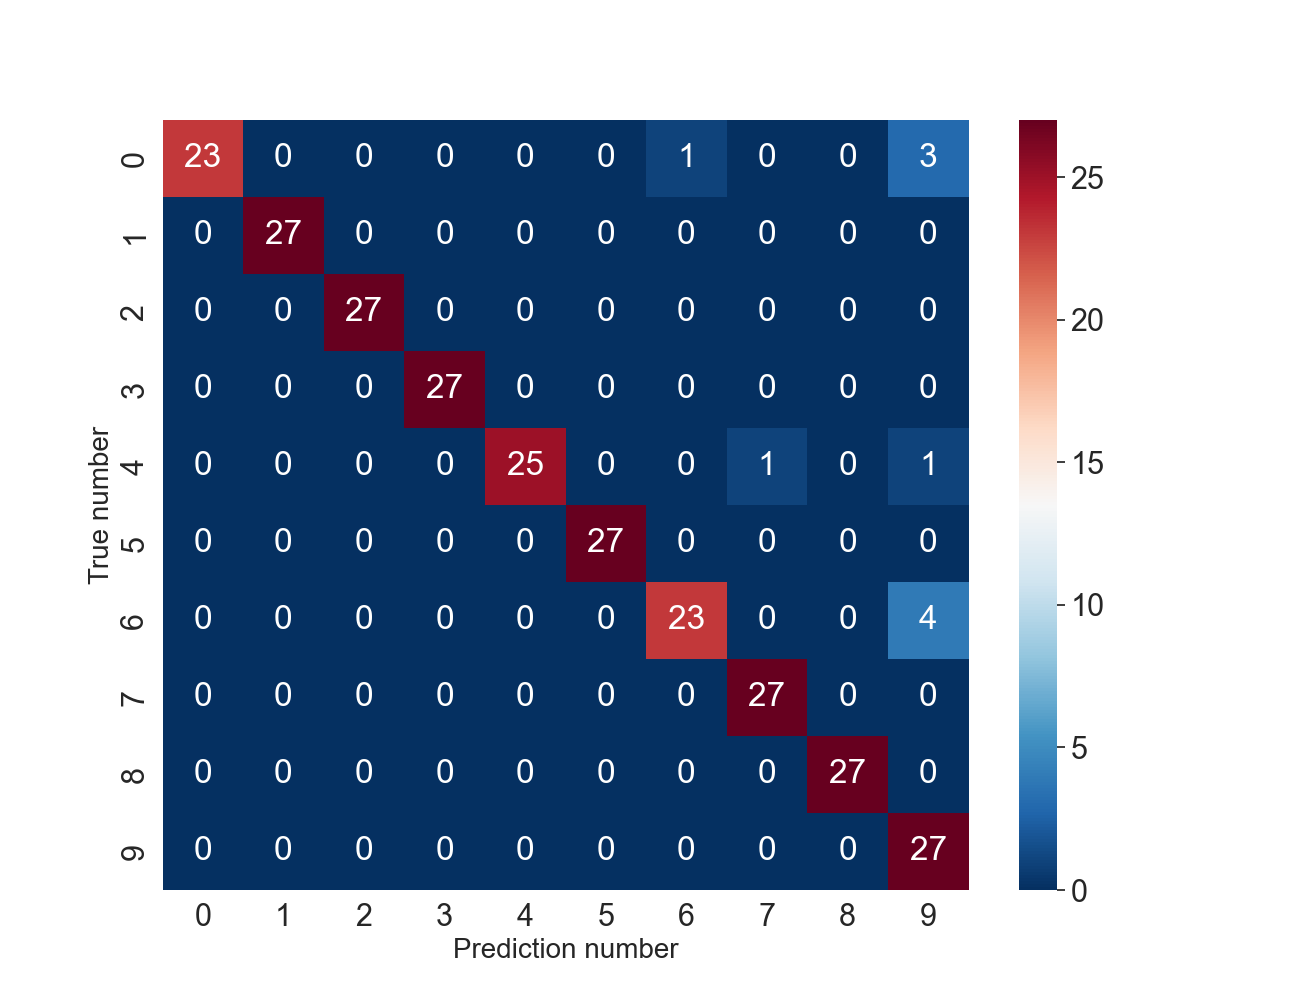 0 23 0 0 0 0 0 1 0 0 3
1 0 27 0 0 0 0 0 0 0 0
2 0 0 27 0 0 0 0 0 0 0
3 0 0 0 27 0 0 0 0 0 0
4 0 0 0 0 25 0 0 1 0 1
5 0 0 0 0 0 27 0 0 0 0
6 0 0 0 0 0 0 23 0 0 4
7 0 0 0 0 0 0 0 27 0 0
8 0 0 0 0 0 0 0 0 27 0
9 0 0 0 0 0 0 0 0 0 27
0 1 2 3 4 5 6 7 8 9
Prediction number
True number
25
20
15
10
5
0